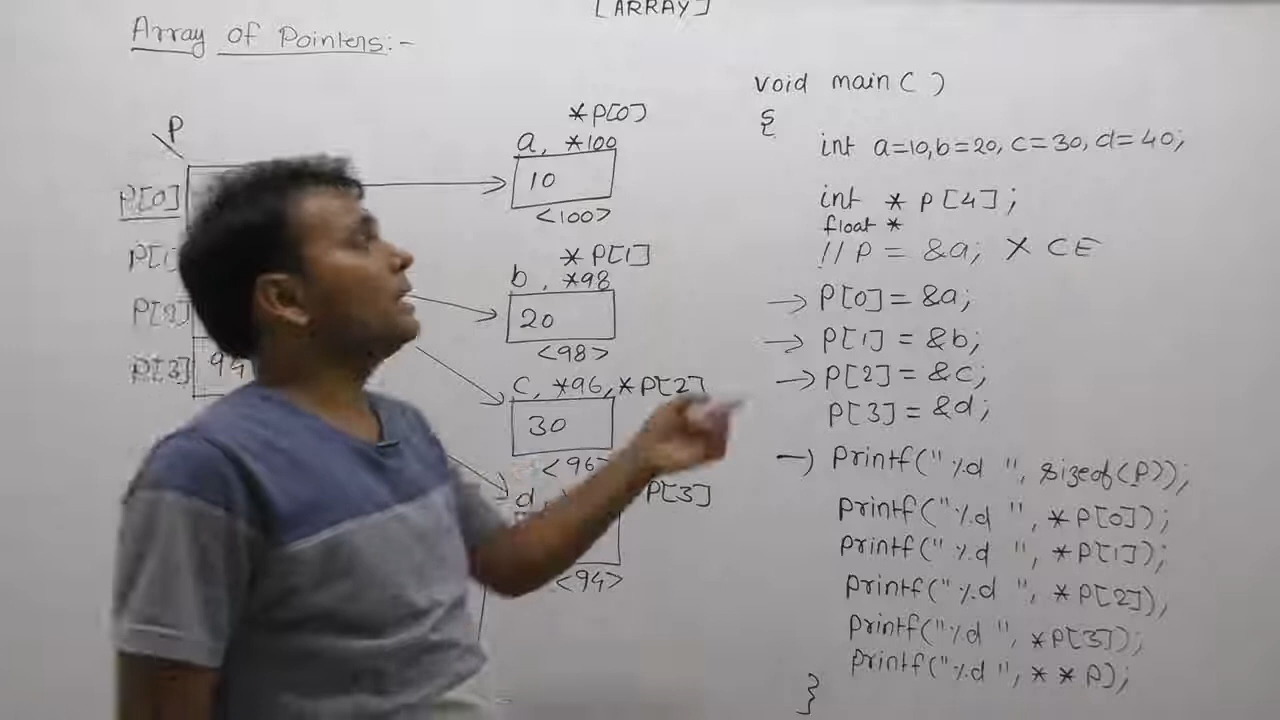 [ARRAY]
Array of Pointers:-
P
P[0]
P[1
P[2]
P[3] 94
*P[0]
a, *100
10
<100>
* P[1]
b, *98
20
<98>
C, *96,*P[2]
30
<96>
d,
P[3]
<94>
void main( )
{
int a=10,b=20,c=30,d=40;
int * P[4];
float *
// P = &a; X CE
→ P[0]= &a;
→ P[1]= &b;
→ P[2]= &c;
P[3]= &d;
→ Printf("%d ", sizeof(P));
Printf("%d ", *P[0]);
Printf("%d ", *P[1]);
Printf("%d ", *P[2]),
Printf("%d ", *P[3]);
Printf("%d ", **P);
}